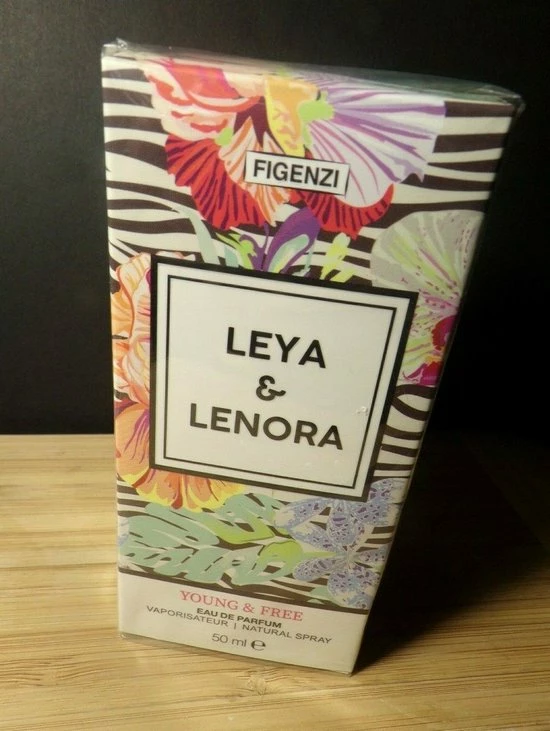 FIGENZI
LEYA
&
LENORA
YOUNG & FREE
EAU DE PARFUM
VAPORISATEUR | NATURAL SPRAY
50 ml ℮